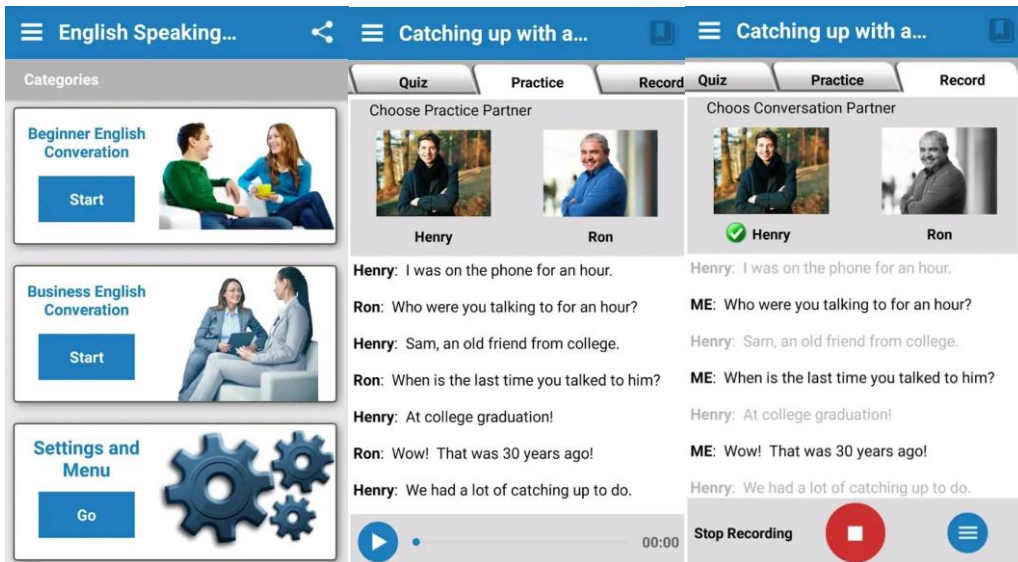 English Speaking...
Categories
Beginner English
Converation
Start
Business English
Converation
Start
Settings and
Menu
Go
Catching up with a...
Quiz
Practice
Record
Choose Practice Partner
Henry
Ron
Henry: I was on the phone for an hour.
Ron: Who were you talking to for an hour?
Henry: Sam, an old friend from college.
Ron: When is the last time you talked to him?
Henry: At college graduation!
Ron: Wow! That was 30 years ago!
Henry: We had a lot of catching up to do.
00:00
Catching up with a...
Quiz
Practice
Record
Choos Conversation Partner
Henry
Ron
Henry: I was on the phone for an hour.
ME: Who were you talking to for an hour?
Henry: Sam, an old friend from college.
ME: When is the last time you talked to him?
Henry: At college graduation!
ME: Wow! That was 30 years ago!
Henry: We had a lot of catching up to do.
Stop Recording